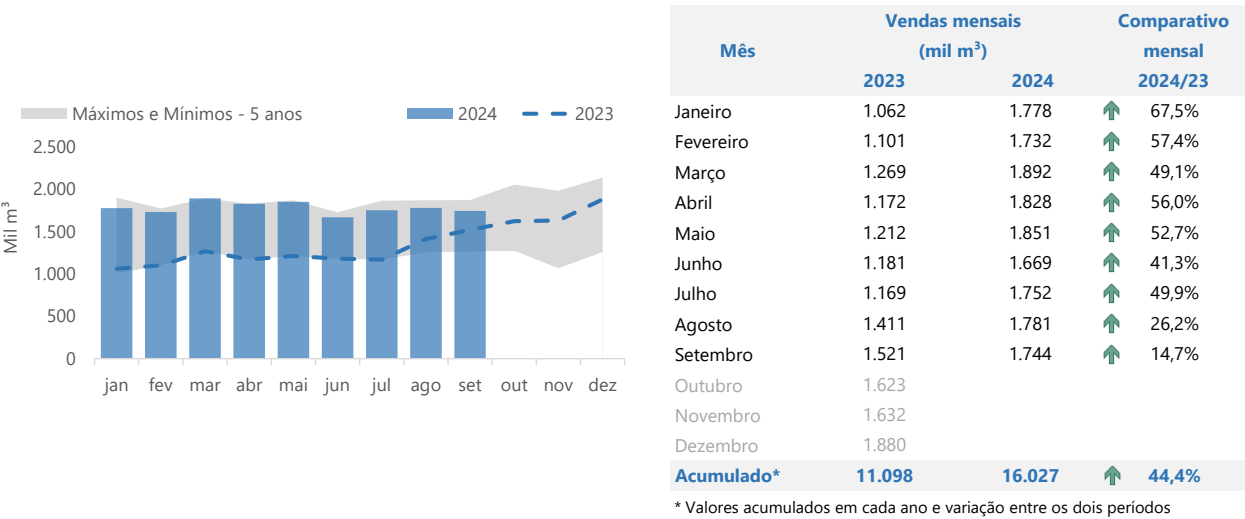 Máximos e Mínimos - 5 anos 2024 2023
Mil m³
2.500
2.000
1.500
1.000
500
0
jan fev mar abr mai jun jul ago set out nov dez
Mês Vendas mensais (mil m³) Comparativo mensal
2023 2024 2024/23
Janeiro 1.062 1.778 67,5%
Fevereiro 1.101 1.732 57,4%
Março 1.269 1.892 49,1%
Abril 1.172 1.828 56,0%
Maio 1.212 1.851 52,7%
Junho 1.181 1.669 41,3%
Julho 1.169 1.752 49,9%
Agosto 1.411 1.781 26,2%
Setembro 1.521 1.744 14,7%
Outubro 1.623
Novembro 1.632
Dezembro 1.880
Acumulado* 11.098 16.027 44,4%
* Valores acumulados em cada ano e variação entre os dois períodos